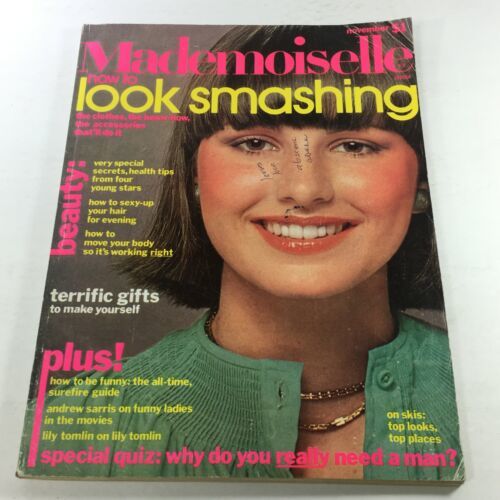 november $1
Mademoiselle
how to
look smashing
the clothes, the hows, now,
the accessories
that'll do it
beauty:
very special
secrets, health tips
from four
young stars
how to sexy-up
your hair
for evening
how to
move your body
so it's working right
terrific gifts
to make yourself
plus!
how to be funny: the all-time,
surefire guide
andrew sarris on funny ladies
in the movies
lily tomlin on lily tomlin
on skis:
top looks,
top places
special quiz: why do you really need a man?